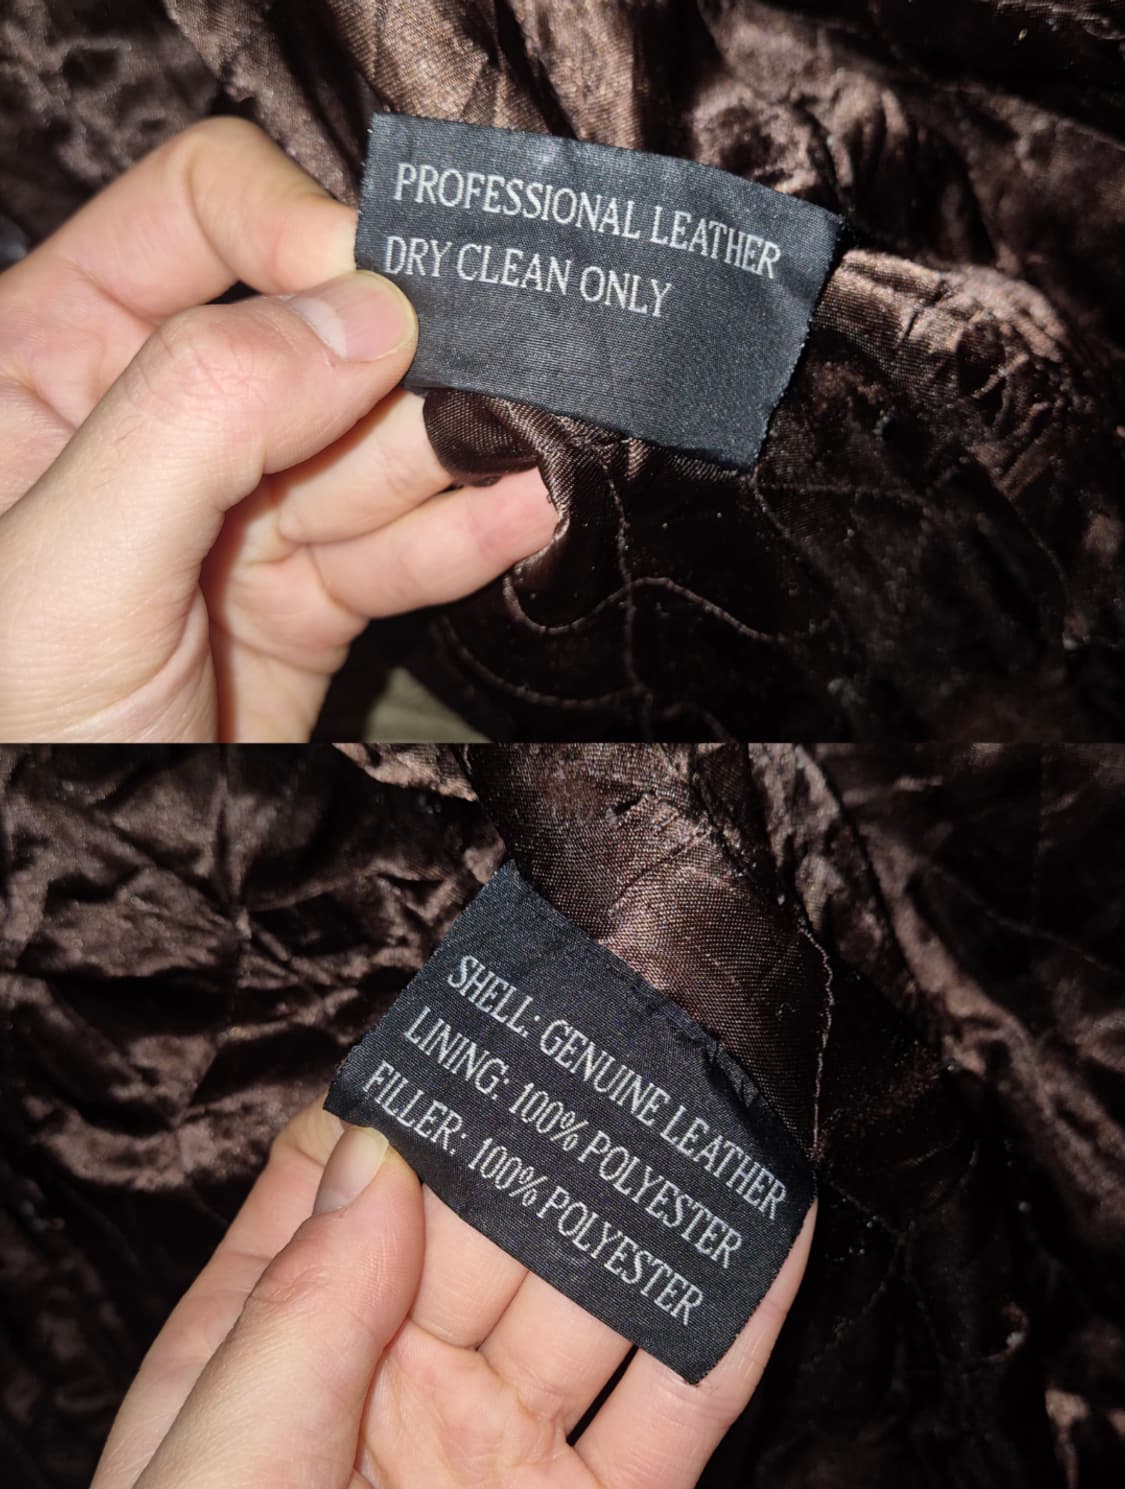 PROFESSIONAL LEATHER
DRY CLEAN ONLY
SHELL: GENUINE LEATHER
LINING: 100% POLYESTER
FILLER: 100% POLYESTER